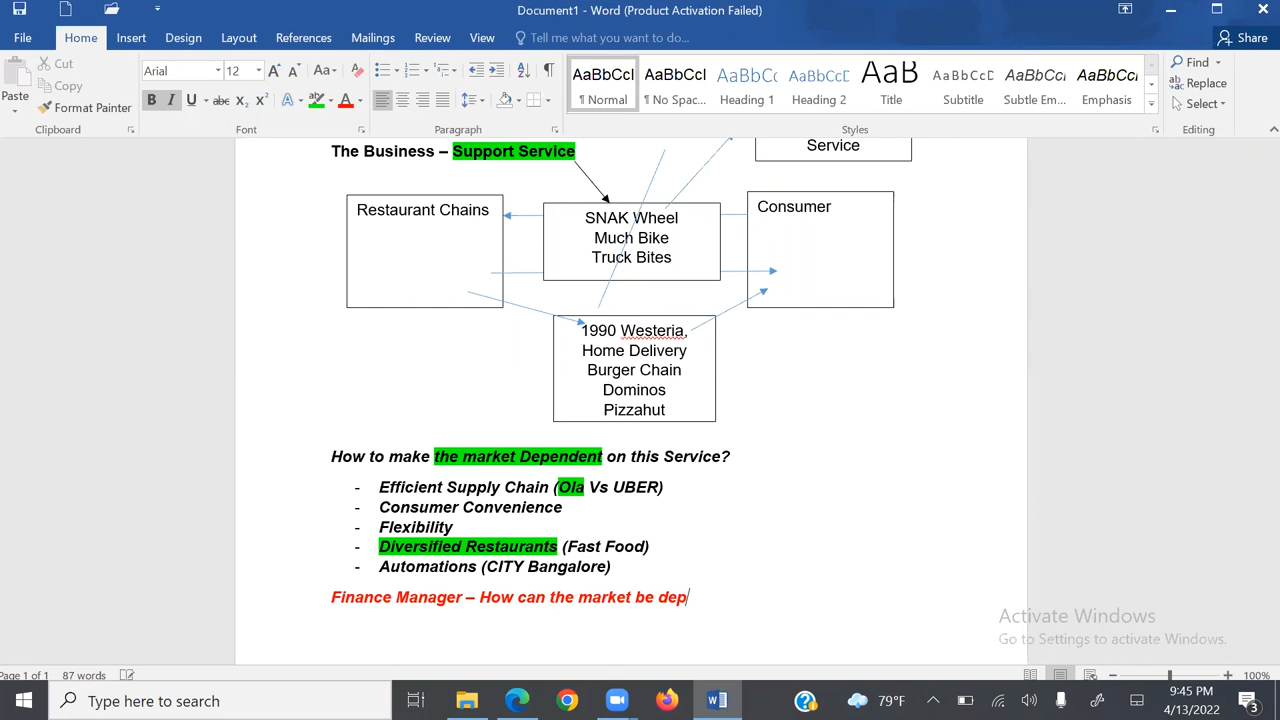 Document1 - Word (Product Activation Failed)
File Home Insert Design Layout References Mailings Review View Tell me what you want to do... Share
Cut
Copy
Format Painter
Paste
Arial 12 Aa
B I U abc X2 X2 A A
AaBbCcI AaBbCcI AaBbCc AaBbCcD AaB AaBbCcD AaBbCcD AaBbCcI
¶ Normal ¶ No Spac... Heading 1 Heading 2 Title Subtitle Subtle Em... Emphasis
Find
Replace
Select
Clipboard Font Paragraph Styles Editing
Service
The Business – Support Service
Restaurant Chains
SNAK Wheel
Much Bike
Truck Bites
Consumer
1990 Westeria,
Home Delivery
Burger Chain
Dominos
Pizzahut
How to make the market Dependent on this Service?
- Efficient Supply Chain (Ola Vs UBER)
- Consumer Convenience
- Flexibility
- Diversified Restaurants (Fast Food)
- Automations (CITY Bangalore)
Finance Manager – How can the market be dep
Activate Windows
Go to Settings to activate Windows.
Page 1 of 1 87 words 100%
Type here to search
79°F
9:45 PM
4/13/2022
3